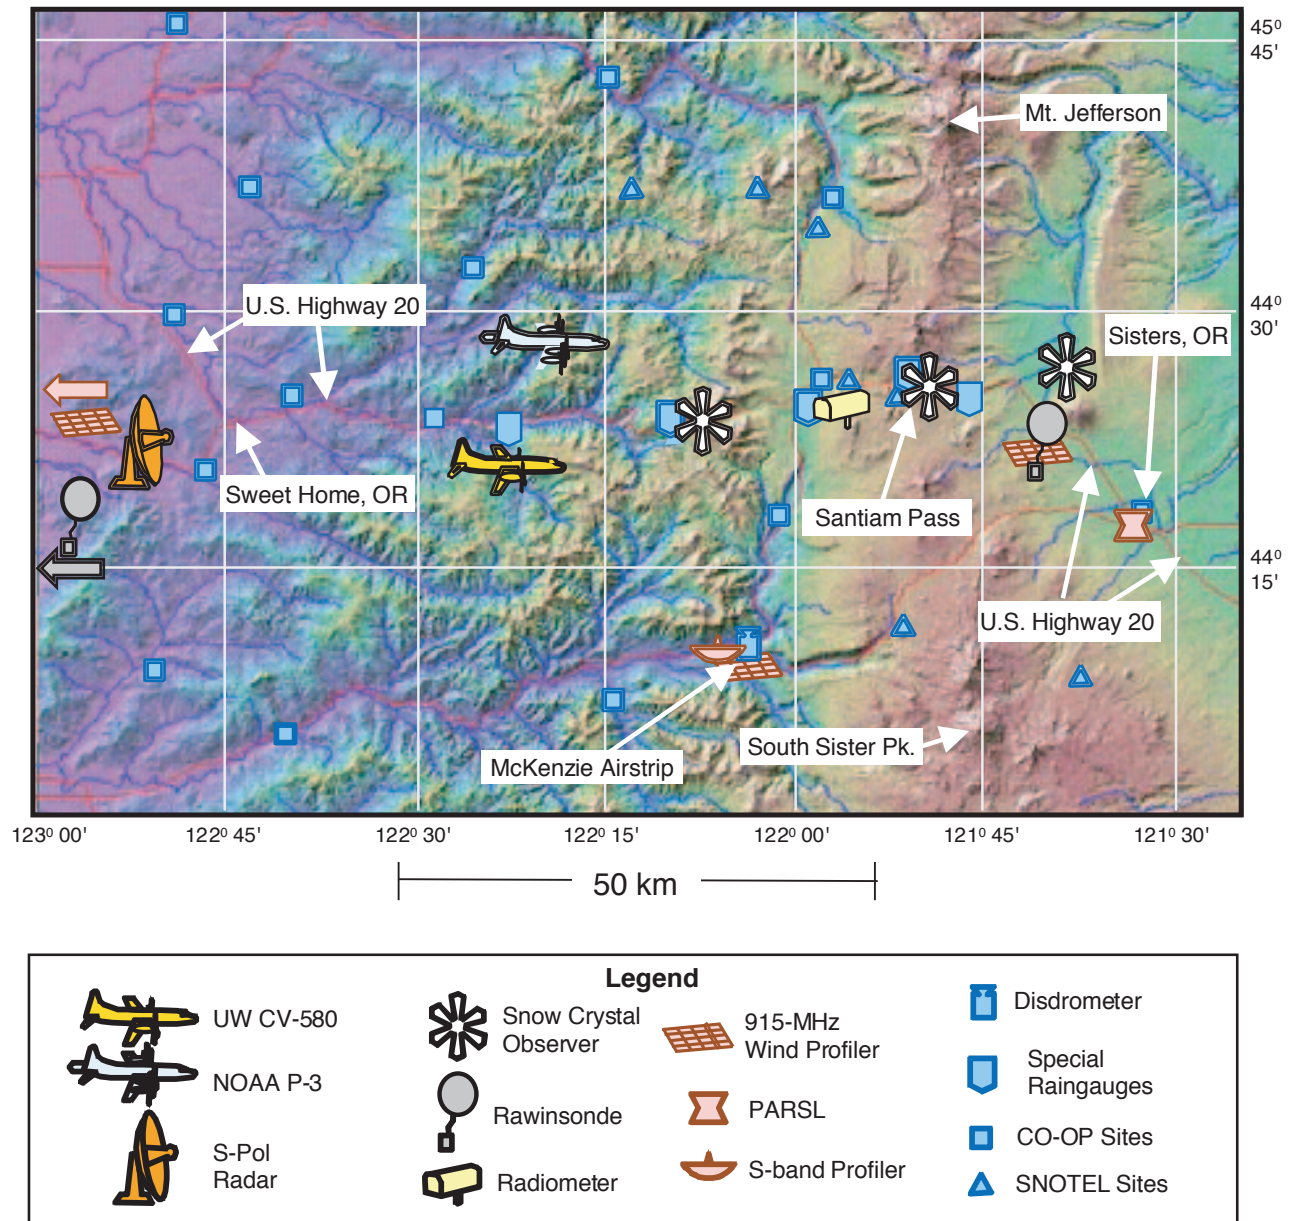 45⁰
45'
Mt. Jefferson
U.S. Highway 20
44⁰
30'
Sisters, OR
Sweet Home, OR
Santiam Pass
44⁰
15'
U.S. Highway 20
South Sister Pk.
McKenzie Airstrip
123⁰ 00'
122⁰ 45'
122⁰ 30'
122⁰ 15'
122⁰ 00'
121⁰ 45'
121⁰ 30'
50 km
Legend
UW CV-580
NOAA P-3
S-Pol
Radar
Snow Crystal
Observer
Rawinsonde
Radiometer
915-MHz
Wind Profiler
PARSL
S-band Profiler
Disdrometer
Special
Raingauges
CO-OP Sites
SNOTEL Sites